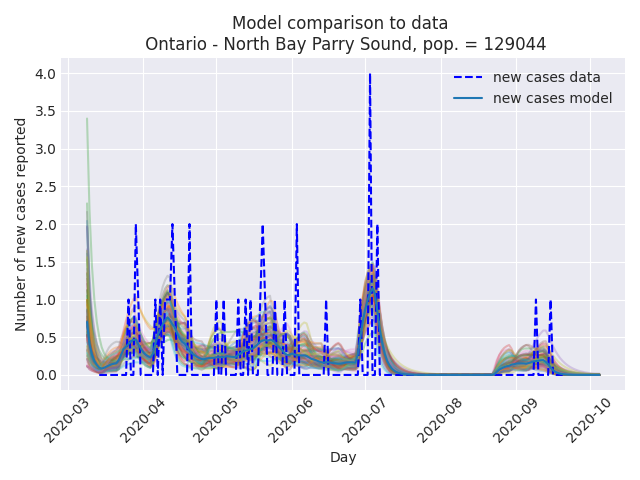 Model comparison to data
Ontario - North Bay Parry Sound, pop. = 129044
new cases data
new cases model
Number of new cases reported
4.0
3.5
3.0
2.5
2.0
1.5
1.0
0.5
0.0
2020-03
2020-04
2020-05
2020-06
2020-07
2020-08
2020-09
2020-10
Day